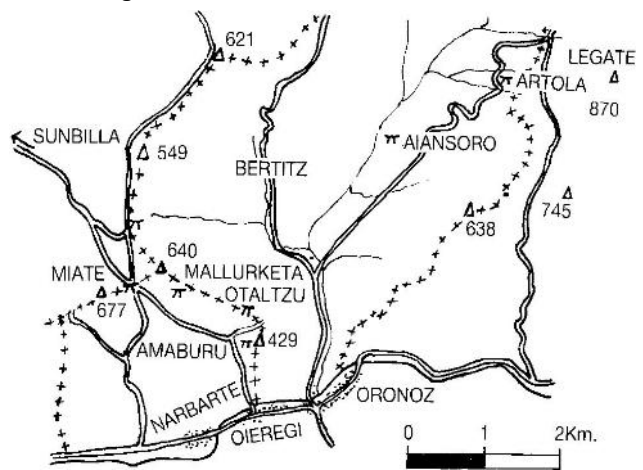 621
LEGATE
ARTOLA
870
SUNBILLA
549
BERTITZ
AIANSORO
638
745
640
MIATE
MALLURKETA
OTALTZU
677
429
AMABURU
NARBARTE
ORONOZ
OIEREGI
0 1 2Km.